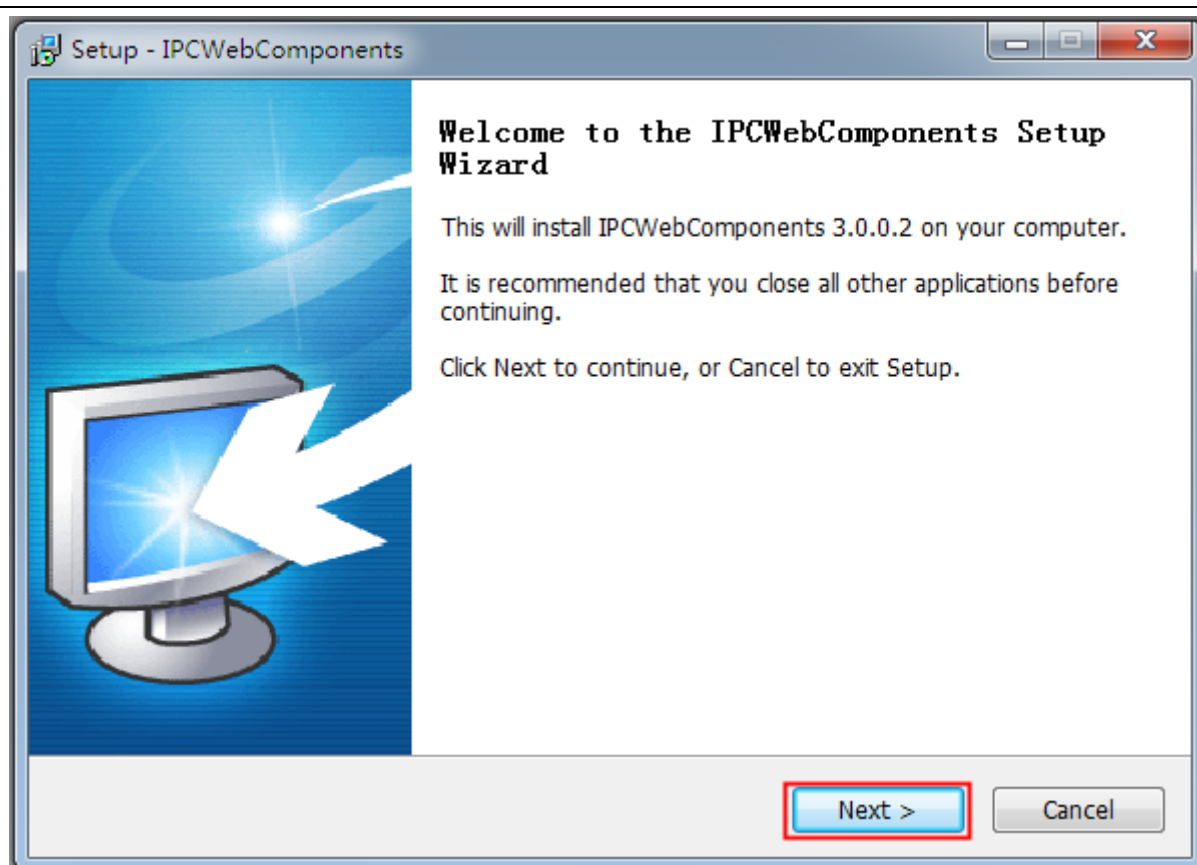 Setup - IPCWebComponents
Welcome to the IPCWebComponents Setup
Wizard
This will install IPCWebComponents 3.0.0.2 on your computer.
It is recommended that you close all other applications before
continuing.
Click Next to continue, or Cancel to exit Setup.
Next >
Cancel